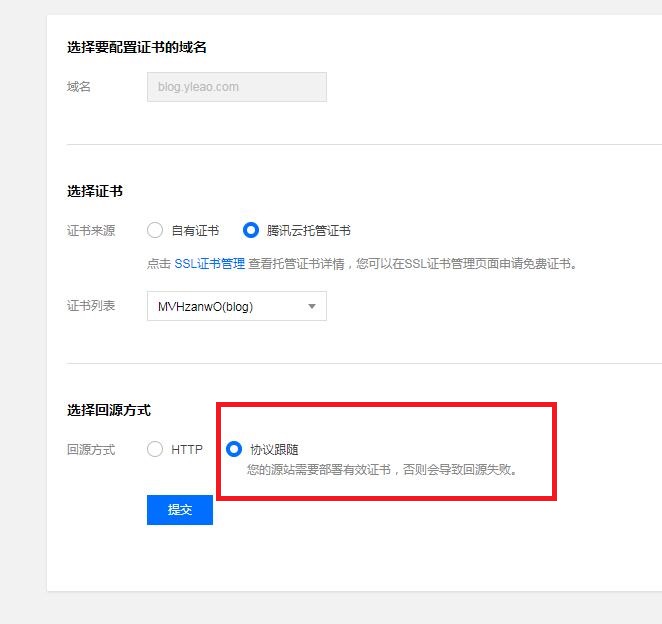 选择要配置证书的域名
域名 blog.yleao.com
选择证书
证书来源 自有证书 腾讯云托管证书
点击 SSL证书管理 查看托管证书详情，您可以在SSL证书管理页面申请免费证书。
证书列表 MVHzanwO(blog)
选择回源方式
回源方式 HTTP 协议跟随
您的源站需要部署有效证书，否则会导致回源失败。
提交